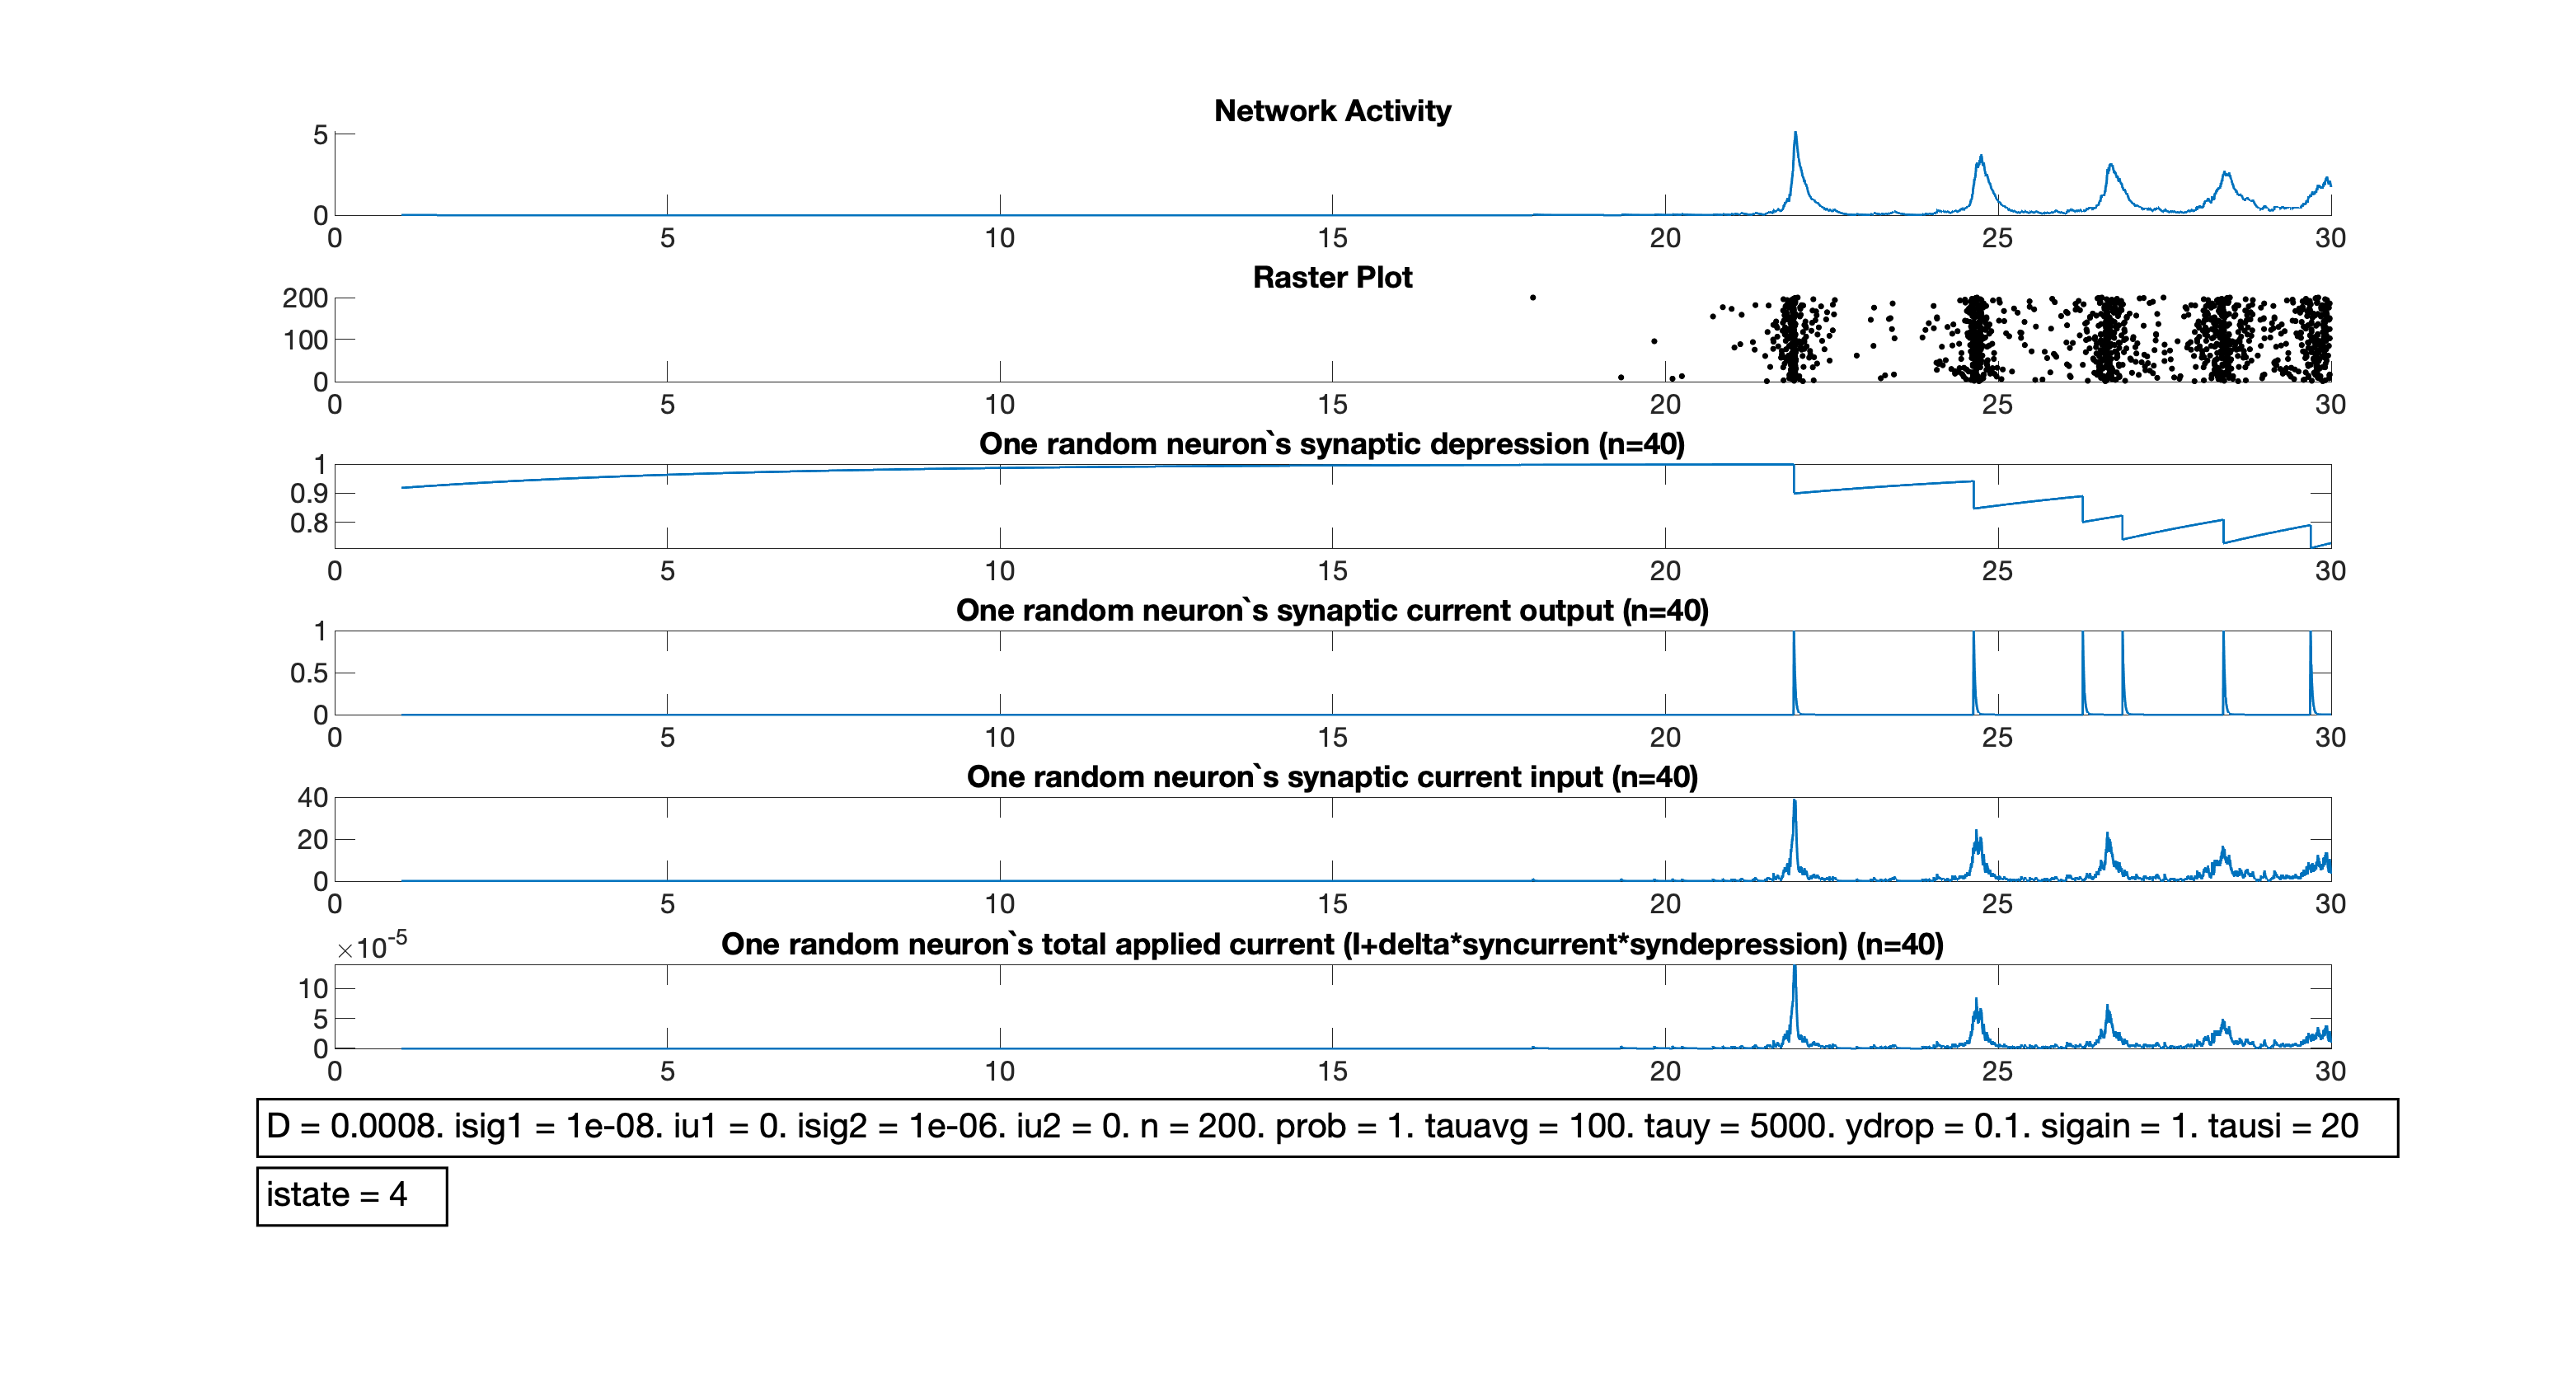 Network Activity
5
0
0 5 10 15 20 25 30
Raster Plot
200
100
0
0 5 10 15 20 25 30
One random neuron`s synaptic depression (n=40)
1
0.9
0.8
0 5 10 15 20 25 30
One random neuron`s synaptic current output (n=40)
1
0.5
0
0 5 10 15 20 25 30
One random neuron`s synaptic current input (n=40)
40
20
0
0 5 10 15 20 25 30
×10-5
One random neuron`s total applied current (I+delta*syncurrent*syndepression) (n=40)
10
5
0
0 5 10 15 20 25 30
D = 0.0008. isig1 = 1e-08. iu1 = 0. isig2 = 1e-06. iu2 = 0. n = 200. prob = 1. tauavg = 100. tauy = 5000. ydrop = 0.1. sigain = 1. tausi = 20
istate = 4